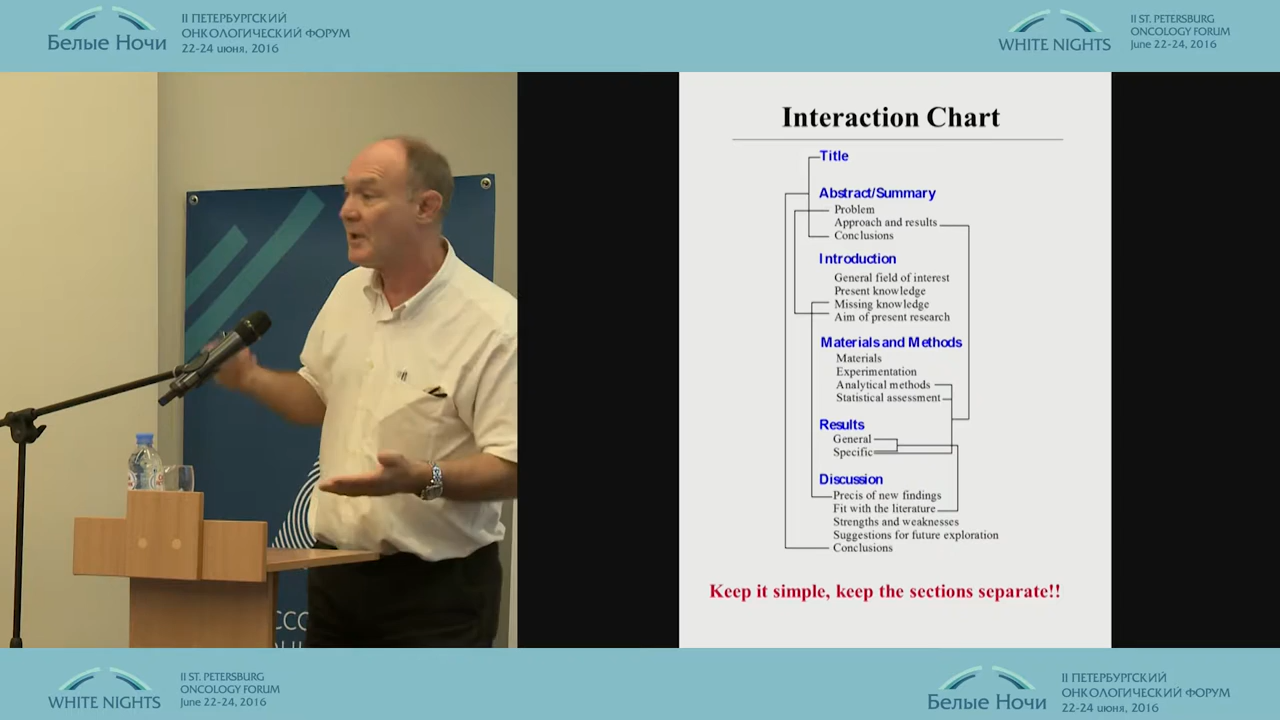 Белые Ночи
II ПЕТЕРБУРГСКИЙ
ОНКОЛОГИЧЕСКИЙ ФОРУМ
22-24 июня, 2016
WHITE NIGHTS
II ST. PETERSBURG
ONCOLOGY FORUM
June 22-24, 2016
Interaction Chart
Title
Abstract/Summary
Problem
Approach and results
Conclusions
Introduction
General field of interest
Present knowledge
Missing knowledge
Aim of present research
Materials and Methods
Materials
Experimentation
Analytical methods
Statistical assessment
Results
General
Specific
Discussion
Precis of new findings
Fit with the literature
Strengths and weaknesses
Suggestions for future exploration
Conclusions
Keep it simple, keep the sections separate!!
WHITE NIGHTS
II ST. PETERSBURG
ONCOLOGY FORUM
June 22-24, 2016
Белые Ночи
II ПЕТЕРБУРГСКИЙ
ОНКОЛОГИЧЕСКИЙ ФОРУМ
22-24 июня, 2016